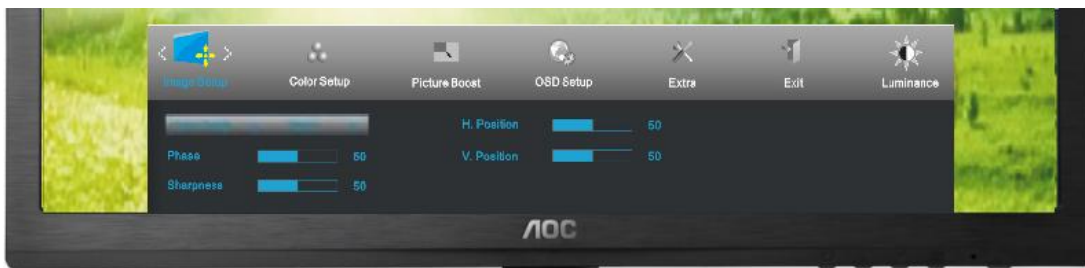 Image Setup
Color Setup
Picture Boost
OSD Setup
Extra
Exit
Luminance
H. Position 50
Phase 50
V. Position 50
Sharpness 50
AOC